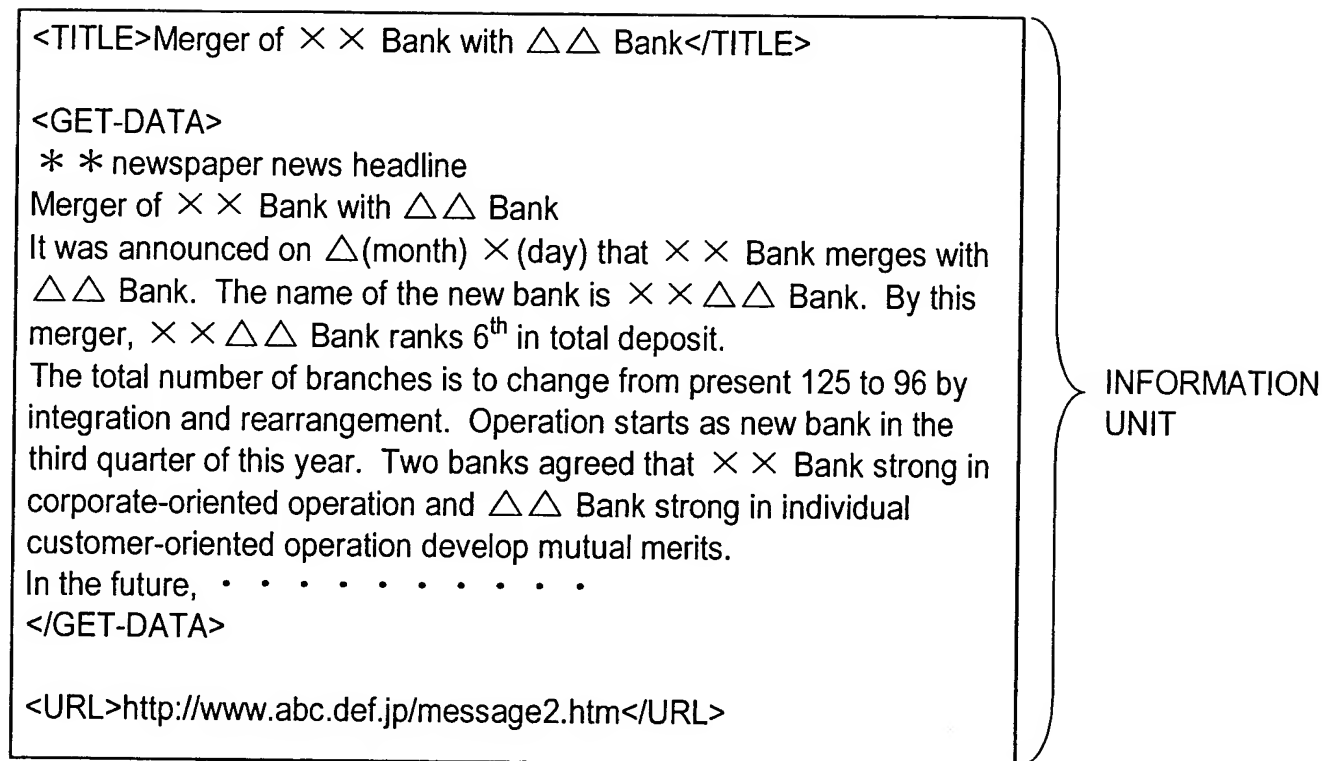 <TITLE>Merger of ×× Bank with △△ Bank</TITLE>
<GET-DATA>
＊＊newspaper news headline
Merger of ×× Bank with △△ Bank
It was announced on △(month) ×(day) that ×× Bank merges with
△△ Bank. The name of the new bank is ××△△ Bank. By this
merger, ××△△ Bank ranks 6th in total deposit.
The total number of branches is to change from present 125 to 96 by
integration and rearrangement. Operation starts as new bank in the
third quarter of this year. Two banks agreed that ×× Bank strong in
corporate-oriented operation and △△ Bank strong in individual
customer-oriented operation develop mutual merits.
In the future, ・・・・・・・・・・
</GET-DATA>
<URL>http://www.abc.def.jp/message2.htm</URL>
INFORMATION
UNIT